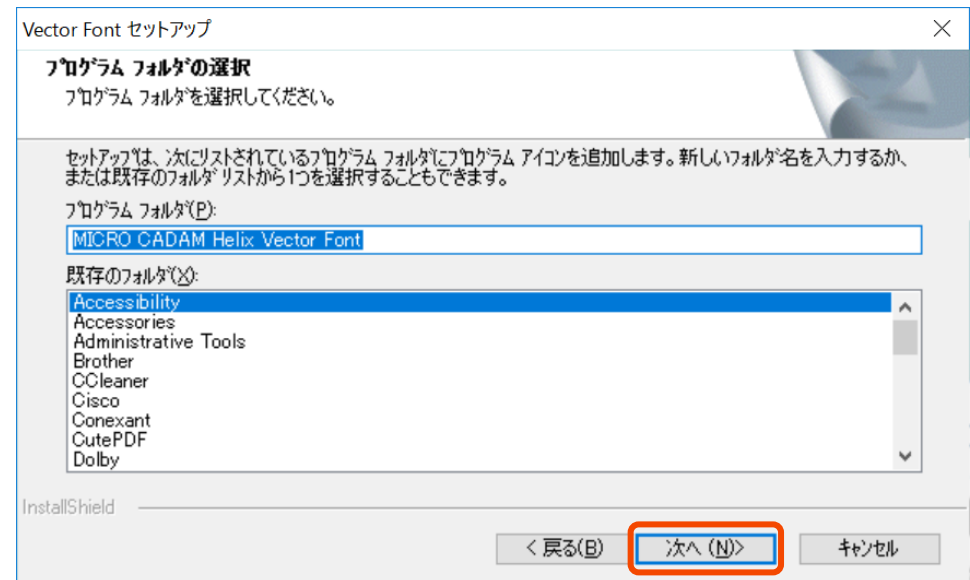 Vector Font セットアップ
プログラム フォルダの選択
プログラム フォルダを選択してください。
セットアップは、次にリストされているプログラム フォルダにプログラム アイコンを追加します。新しいフォルダ名を入力するか、
または既存のフォルダ リストから1つを選択することもできます。
プログラム フォルダ(P):
MICRO CADAM Helix Vector Font
既存のフォルダ(X):
Accessibility
Accessories
Administrative Tools
Brother
CCleaner
Cisco
Conexant
CutePDF
Dolby
InstallShield
< 戻る(B)
次へ (N)>
キャンセル